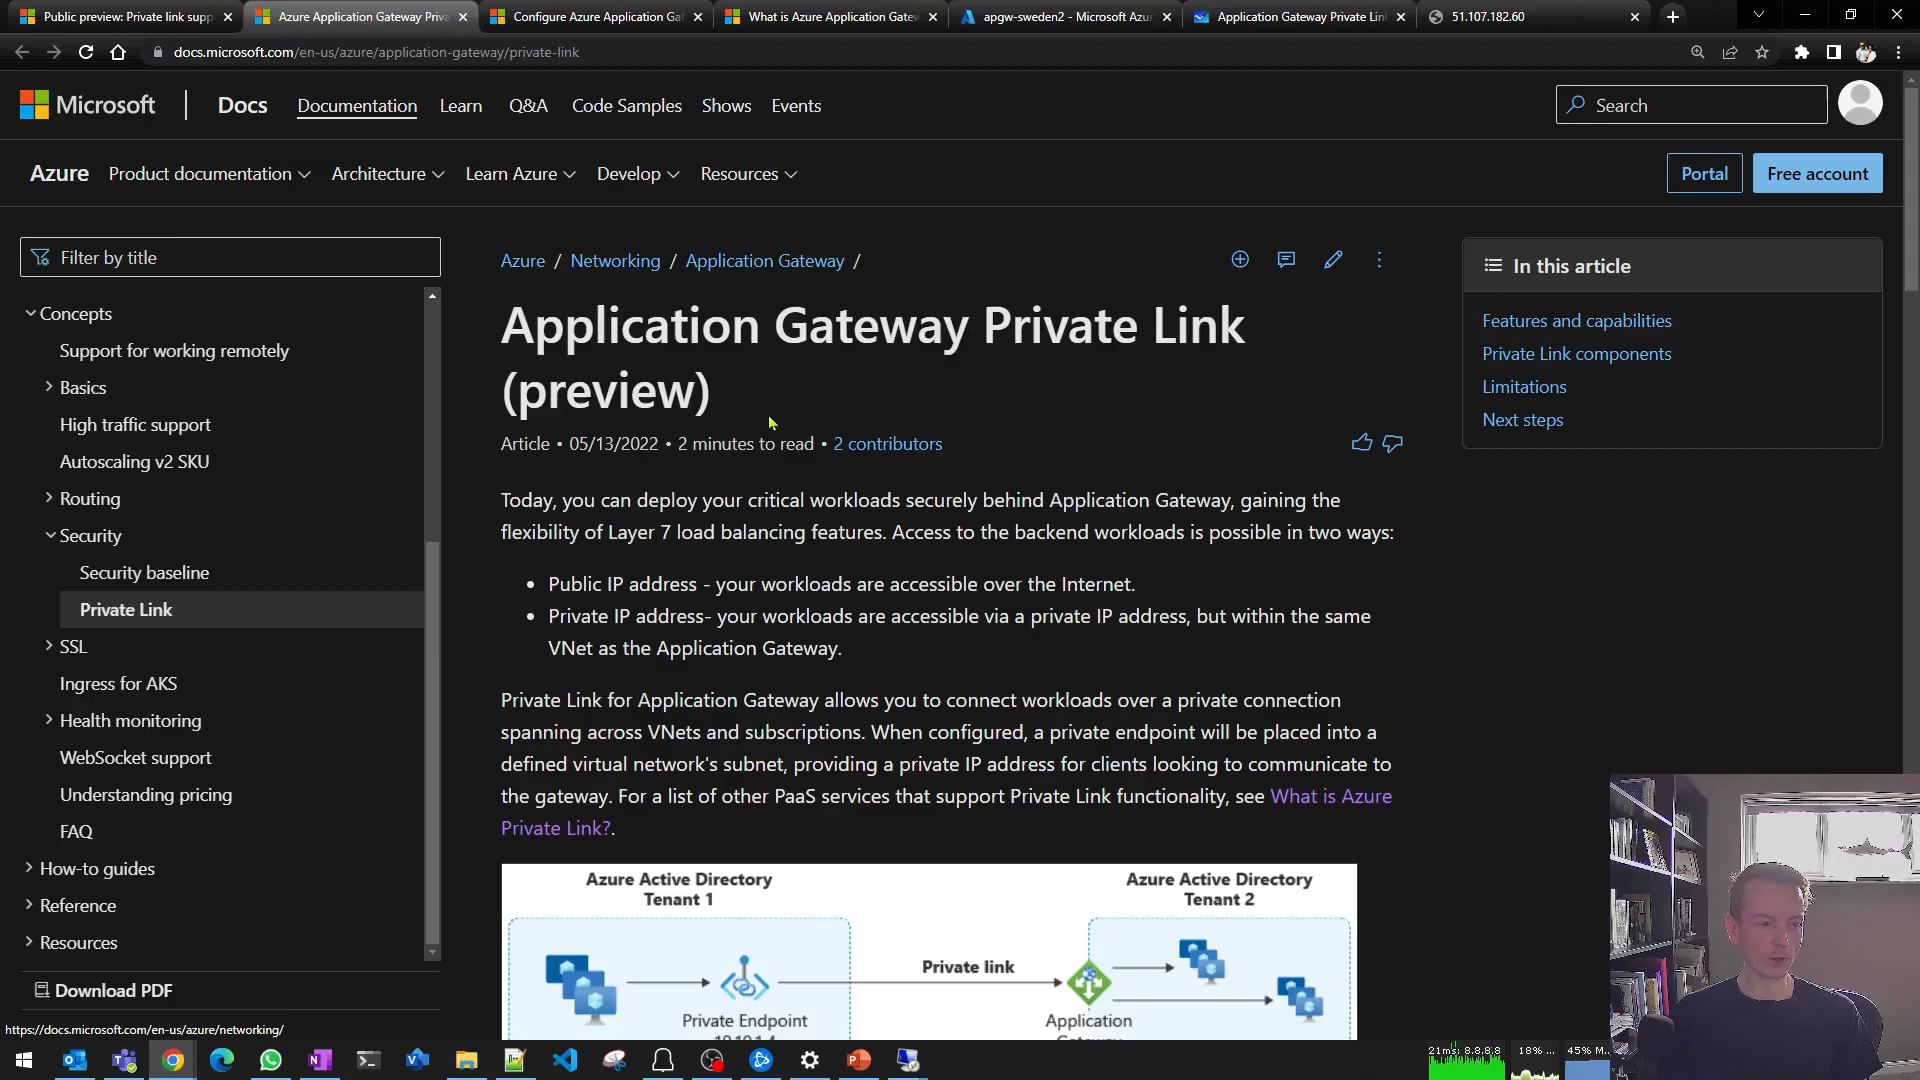 Public preview: Private link supp
Azure Application Gateway Priva
Configure Azure Application Gat
What is Azure Application Gatew
apgw-sweden2 - Microsoft Azur
Application Gateway Private Link
51.107.182.60
docs.microsoft.com/en-us/azure/application-gateway/private-link
Microsoft
Docs
Documentation
Learn
Q&A
Code Samples
Shows
Events
Search
Azure
Product documentation
Architecture
Learn Azure
Develop
Resources
Portal
Free account
Filter by title
Concepts
Support for working remotely
Basics
High traffic support
Autoscaling v2 SKU
Routing
Security
Security baseline
Private Link
SSL
Ingress for AKS
Health monitoring
WebSocket support
Understanding pricing
FAQ
How-to guides
Reference
Resources
Download PDF
https://docs.microsoft.com/en-us/azure/networking/
Azure / Networking / Application Gateway /
Application Gateway Private Link
(preview)
Article • 05/13/2022 • 2 minutes to read • 2 contributors
Today, you can deploy your critical workloads securely behind Application Gateway, gaining the
flexibility of Layer 7 load balancing features. Access to the backend workloads is possible in two ways:
• Public IP address - your workloads are accessible over the Internet.
• Private IP address- your workloads are accessible via a private IP address, but within the same
VNet as the Application Gateway.
Private Link for Application Gateway allows you to connect workloads over a private connection
spanning across VNets and subscriptions. When configured, a private endpoint will be placed into a
defined virtual network's subnet, providing a private IP address for clients looking to communicate to
the gateway. For a list of other PaaS services that support Private Link functionality, see What is Azure
Private Link?.
Azure Active Directory
Tenant 1
Azure Active Directory
Tenant 2
Private link
Private Endpoint
Application
In this article
Features and capabilities
Private Link components
Limitations
Next steps
21ms: 8.8.8.8
18% ...
45% M...